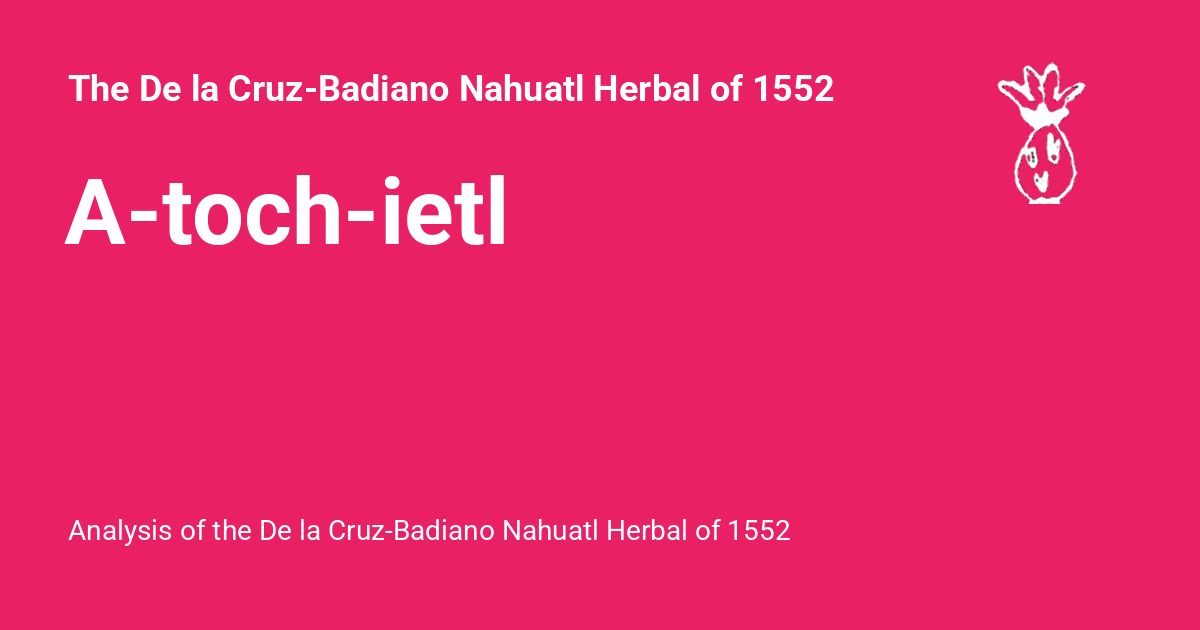 The De la Cruz-Badiano Nahuatl Herbal of 1552
A-toch-ietl
Analysis of the De la Cruz-Badiano Nahuatl Herbal of 1552